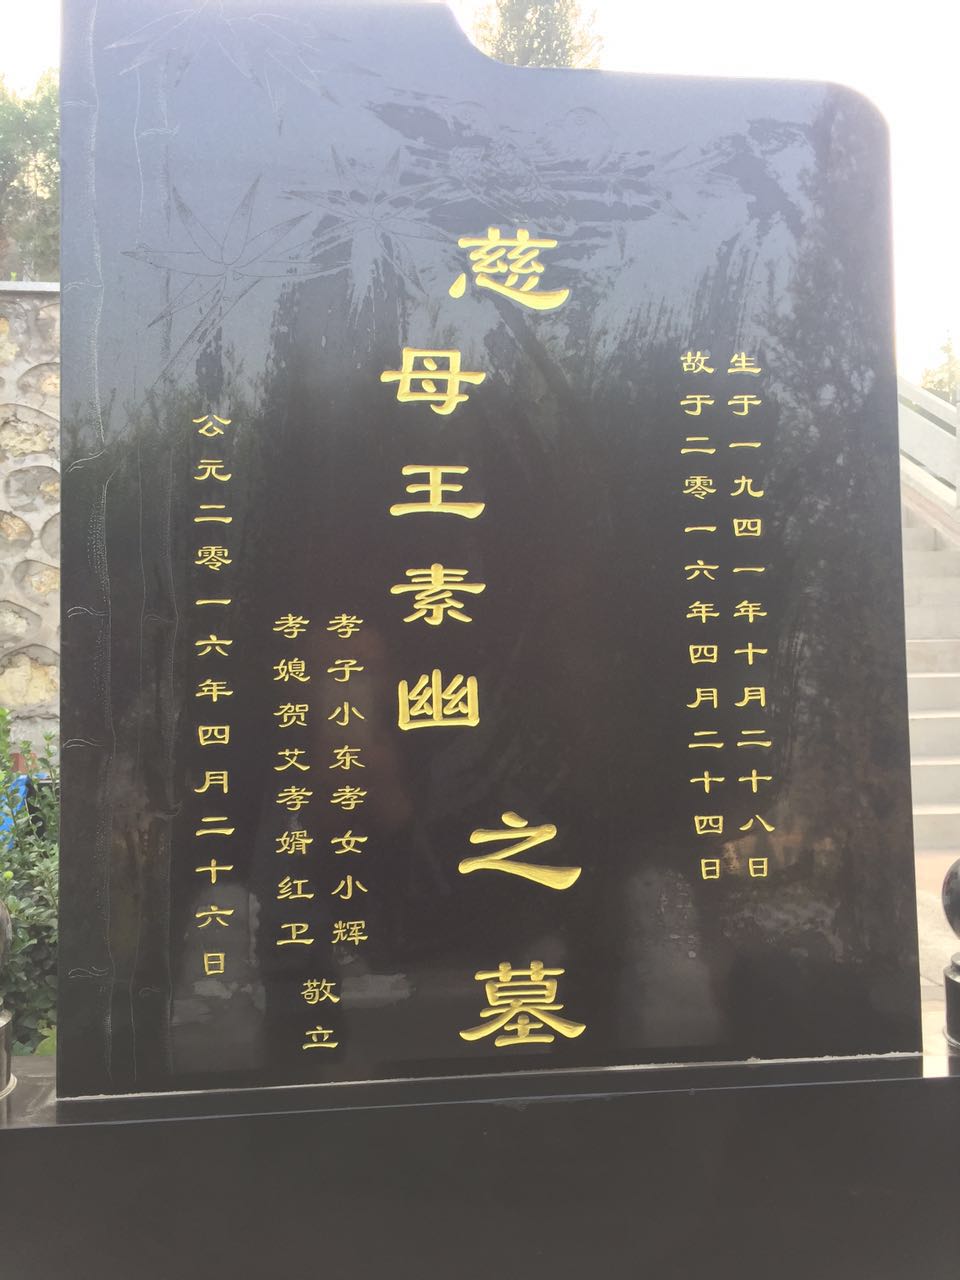 生于一九四一年十月二十八日
故于二零一六年四月二十四日
慈母王素幽之墓
孝子小东孝女小辉
孝媳贺艾孝婿红卫
敬立
公元二零一六年四月二十六日